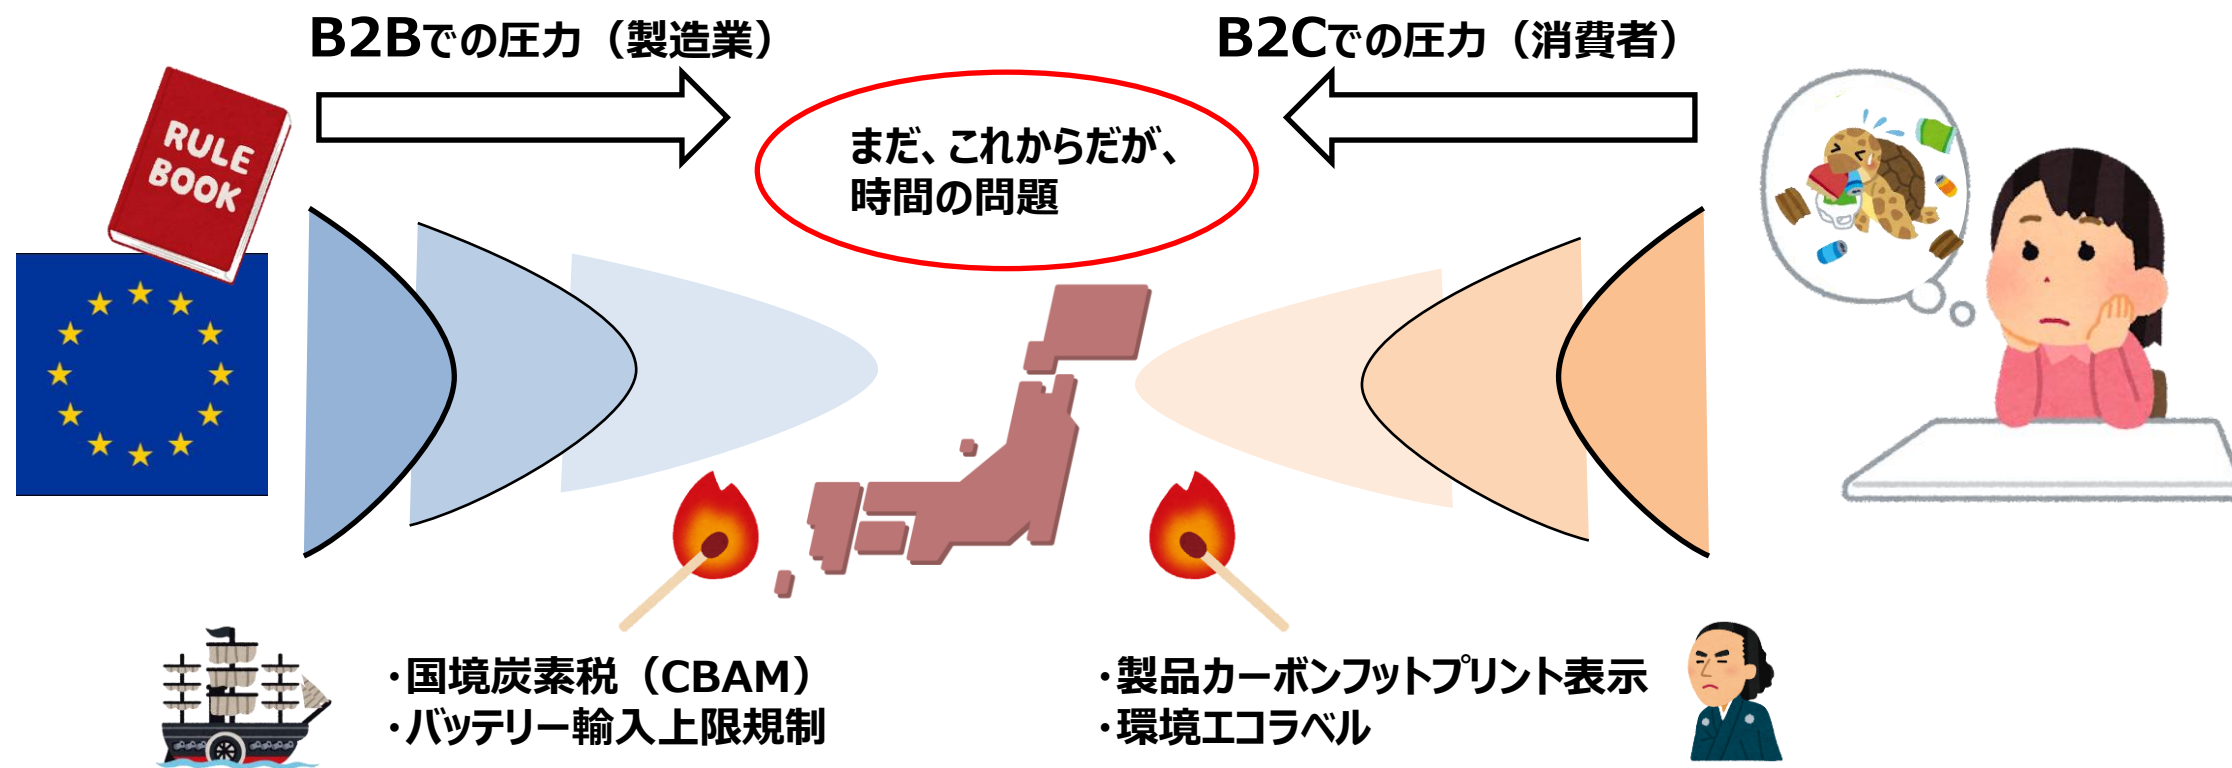 B2Bでの圧力（製造業）
B2Cでの圧力（消費者）
RULE
BOOK
まだ、これからだが、
時間の問題
・国境炭素税（CBAM）
・バッテリー輸入上限規制
・製品カーボンフットプリント表示
・環境エコラベル